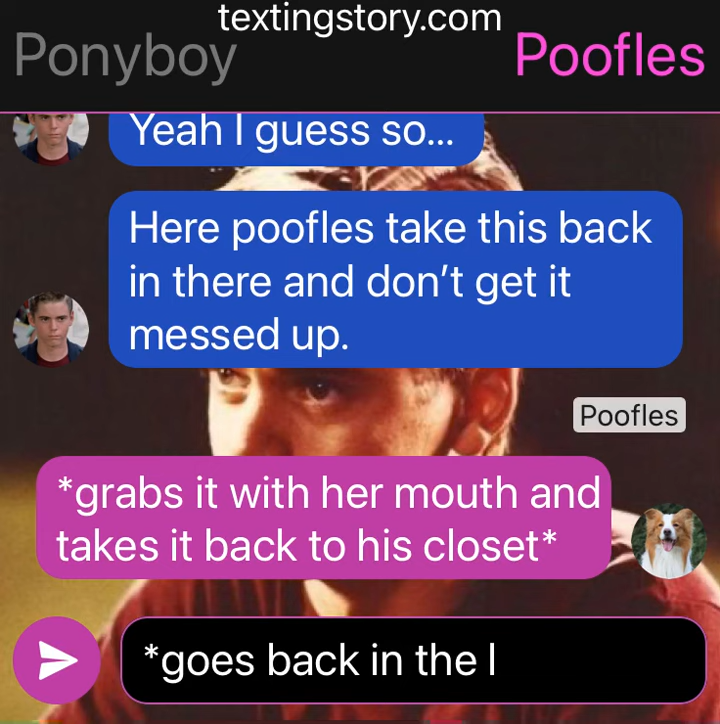 textingstory.com
Ponyboy
Poofles
Yeah I guess so...
Here poofles take this back
in there and don’t get it
messed up.
Poofles
*grabs it with her mouth and
takes it back to his closet*
*goes back in the l